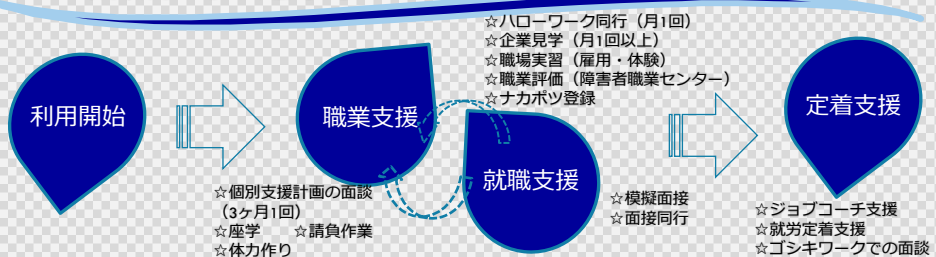 利用開始
職業支援
☆個別支援計画の面談
（3ヶ月1回）
☆座学　☆請負作業
☆体力作り
☆ハローワーク同行（月1回）
☆企業見学（月1回以上）
☆職場実習（雇用・体験）
☆職業評価（障害者職業センター）
☆ナカポツ登録
就職支援
☆模擬面接
☆面接同行
定着支援
☆ジョブコーチ支援
☆就労定着支援
☆ゴシキワークでの面談